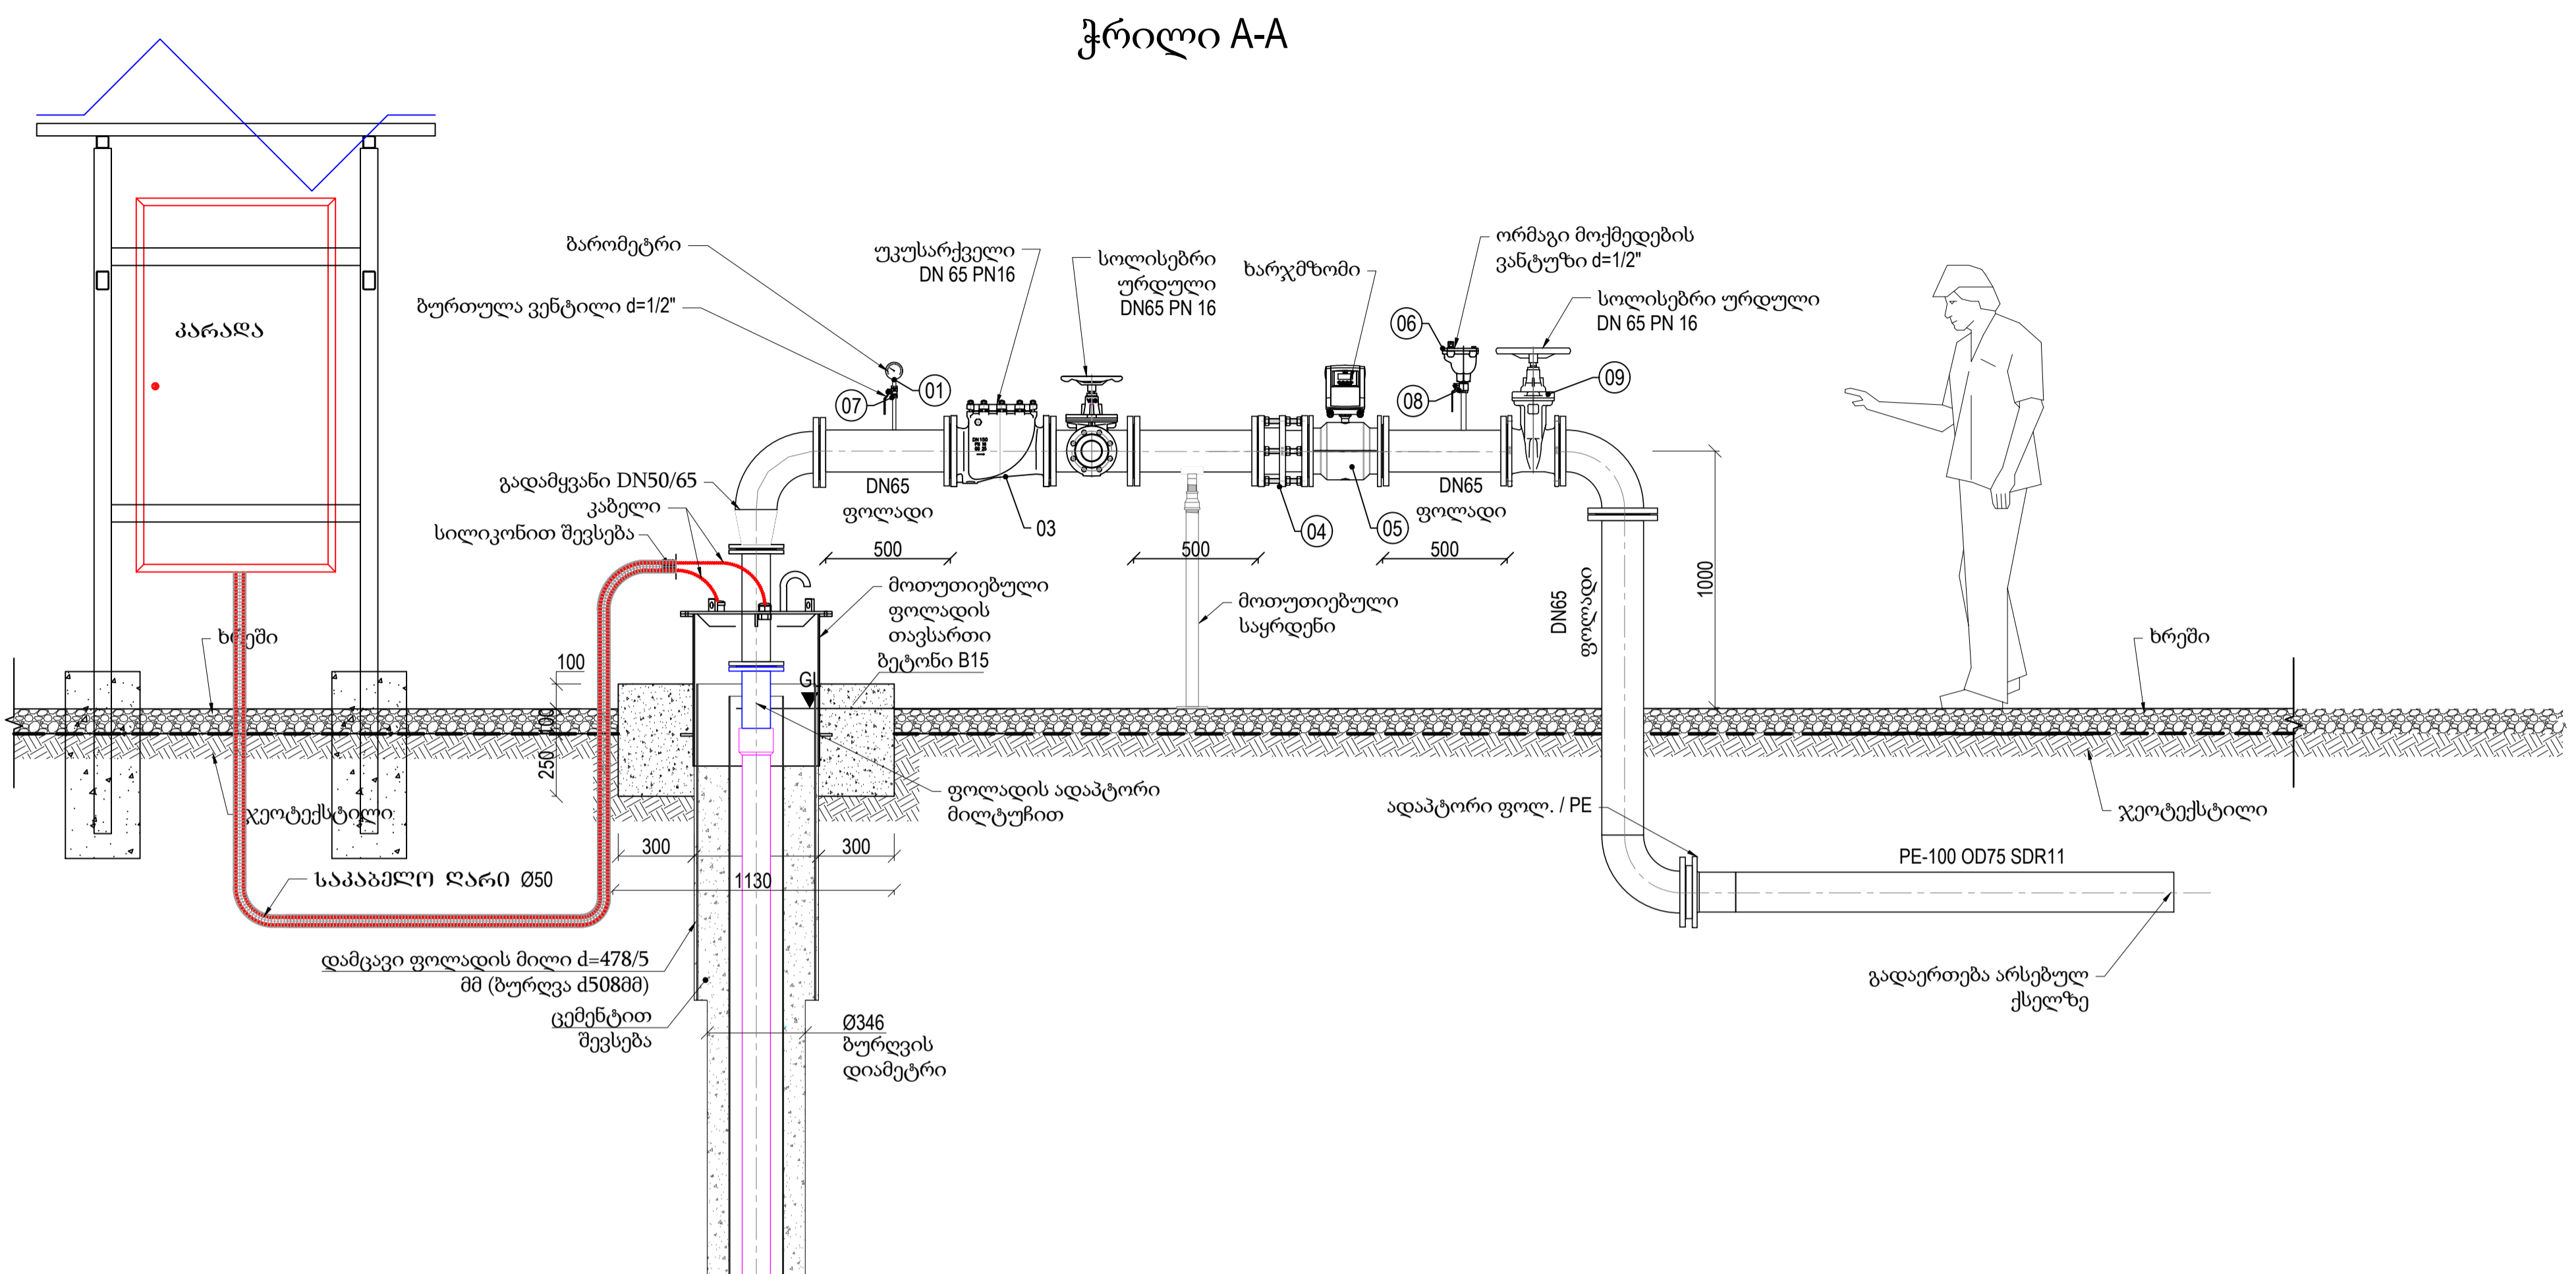 ჭრილი A-A
ბარომეტრი
ბურთულა ვენტილი d=1/2"
უკუსარქველი
DN 65 PN16
სოლისებრი
ურდული
DN65 PN 16
ხარჯმზომი
ორმაგი მოქმედების
ვანტუზი d=1/2"
სოლისებრი ურდული
DN 65 PN 16
ᲙᲐᲠᲐᲓᲐ
07
01
06
08
09
DN 150
გადამყვანი DN50/65
კაბელი
სილიკონით შევსება
DN65
ფოლადი
03
04
05
DN65
ფოლადი
500
500
500
მოთუთიებული
ფოლადის
თავსართი
ბეტონი B15
მოთუთიებული
საყრდენი
DN65
ფოლადი
1000
ხრეში
ხრეში
100
100
250
GL
ფოლადის ადაპტორი
მილტუჩით
ადაპტორი ფოლ. / PE
ჯეოტექსტილი
ჯეოტექსტილი
300
300
1130
PE-100 OD75 SDR11
ᲡᲐᲙᲐᲑᲔᲚᲝ ᲦᲐᲠᲘ Ø50
დამცავი ფოლადის მილი d=478/5
მმ (ბურღვა d508მმ)
ცემენტით
შევსება
Ø346
ბურღვის
დიამეტრი
გადაერთება არსებულ
ქსელზე